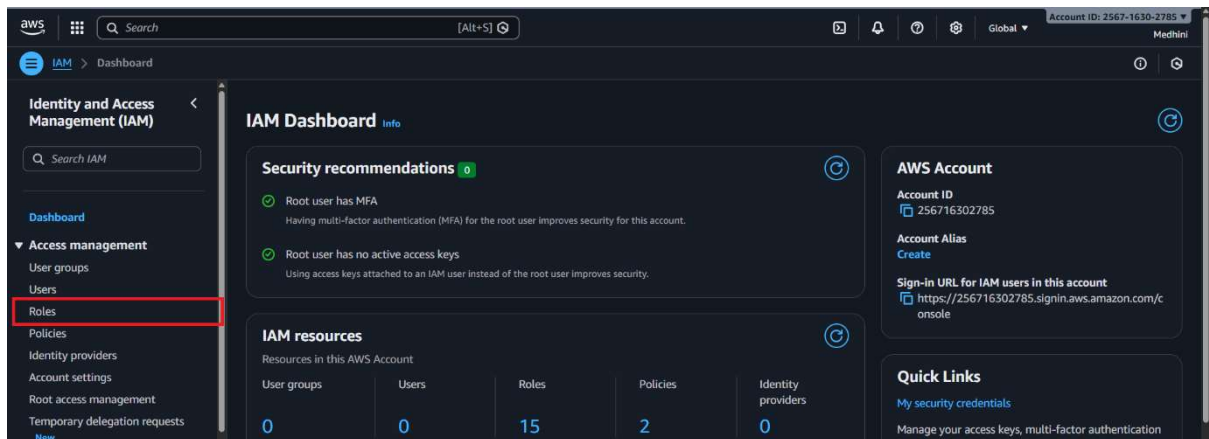 aws
Search
[Alt+S]
Global ▼
Account ID: 2567-1630-2785 ▼
Medhini
IAM > Dashboard
Identity and Access
Management (IAM)
Search IAM
Dashboard
Access management
User groups
Users
Roles
Policies
Identity providers
Account settings
Root access management
Temporary delegation requests
New
IAM Dashboard Info
Security recommendations 0
Root user has MFA
Having multi-factor authentication (MFA) for the root user improves security for this account.
Root user has no active access keys
Using access keys attached to an IAM user instead of the root user improves security.
IAM resources
Resources in this AWS Account
User groups
Users
Roles
Policies
Identity
providers
0
0
15
2
0
AWS Account
Account ID
256716302785
Account Alias
Create
Sign-in URL for IAM users in this account
https://256716302785.signin.aws.amazon.com/c
onsole
Quick Links
My security credentials
Manage your access keys, multi-factor authentication